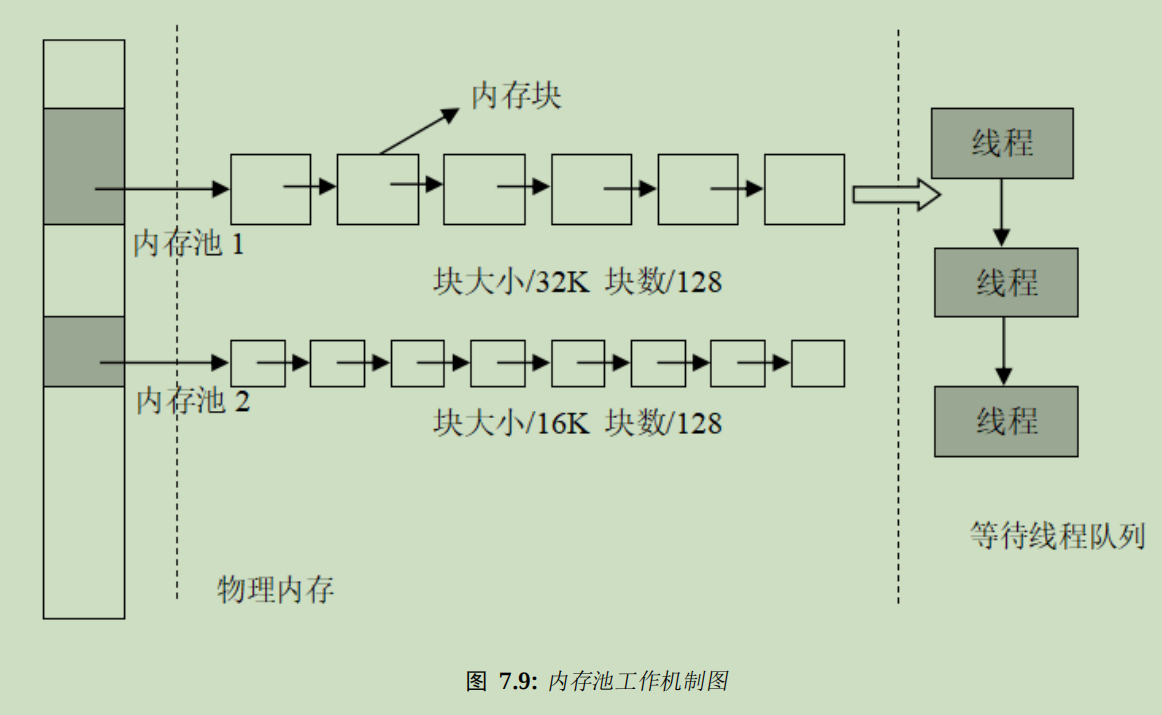 内存块
线程
内存池 1
块大小/32K 块数/128
线程
内存池 2
块大小/16K 块数/128
线程
等待线程队列
物理内存
图 7.9: 内存池工作机制图